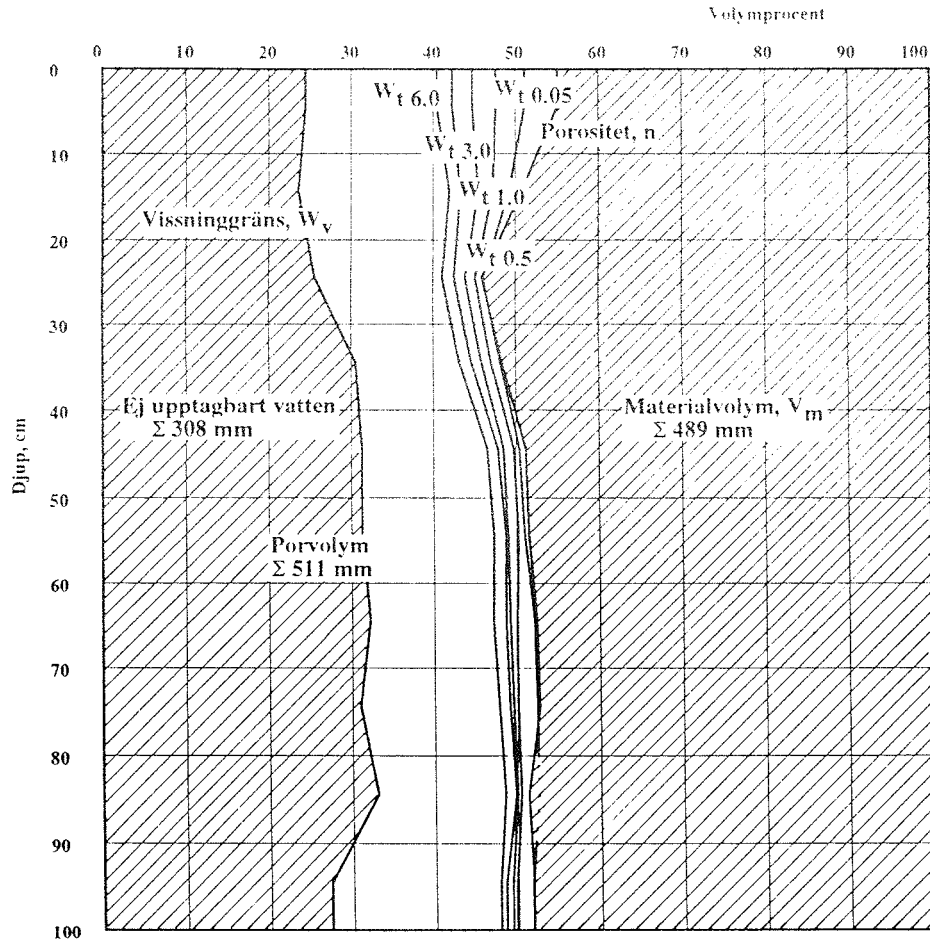 Volymprocent
0 10 20 30 40 50 60 70 80 90 100
0
W t 6.0 W t 0.05
Porositet, n
10
W t 3.0
W t 1.0
Vissninggräns, W v
20
W t 0.5
30
Ej upptagbart vatten
Σ 308 mm
Materialvolym, V m
Σ 489 mm
40
Djup, cm
50
Porvolym
Σ 511 mm
60
70
80
90
100